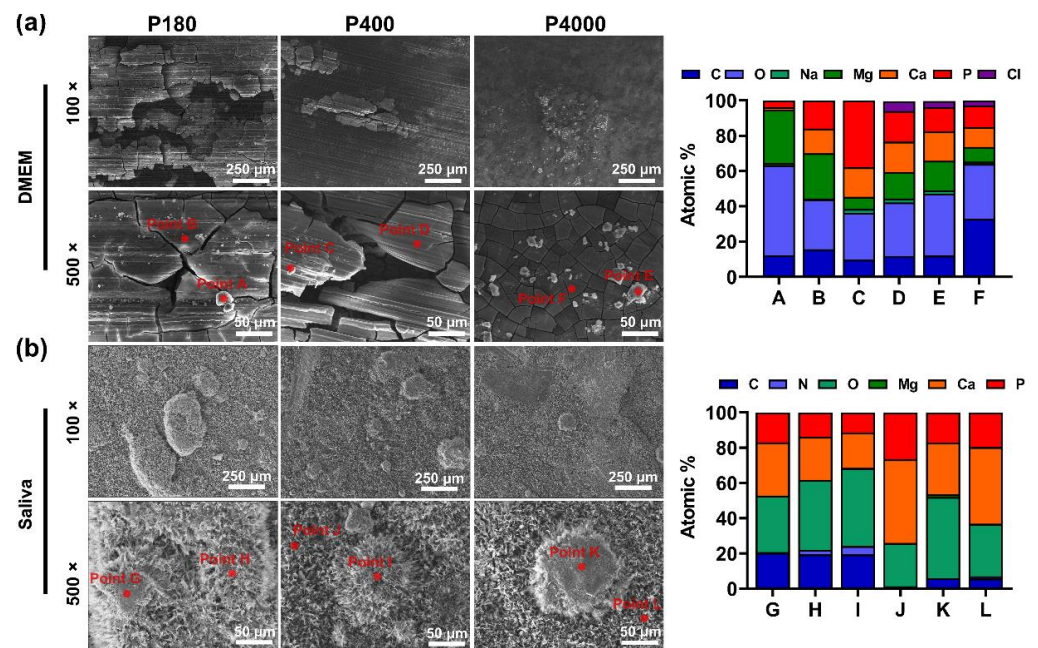 (a)
P180
P400
P4000
DMEM
100 ×
250 µm
250 µm
250 µm
500 ×
Point B
Point A
50 µm
Point C
Point D
50 µm
Point E
Point F
50 µm
C O Na Mg Ca P Cl
Atomic %
100
80
60
40
20
0
A B C D E F
(b)
Saliva
100 ×
250 µm
250 µm
250 µm
500 ×
Point G
Point H
50 µm
Point J
Point I
50 µm
Point K
Point L
50 µm
C N O Mg Ca P
Atomic %
100
80
60
40
20
0
G H I J K L